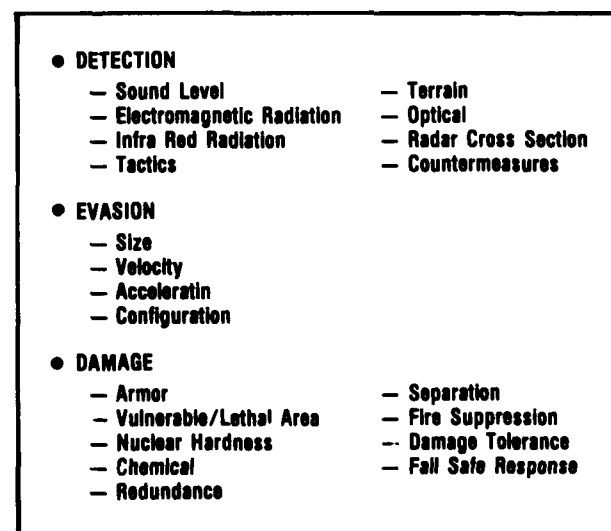 ● DETECTION
— Sound Level — Terrain
— Electromagnetic Radiation — Optical
— Infra Red Radiation — Radar Cross Section
— Tactics — Countermeasures
● EVASION
— Size
— Velocity
— Acceleratin
— Configuration
● DAMAGE
— Armor — Separation
— Vulnerable/Lethal Area — Fire Suppression
— Nuclear Hardness — Damage Tolerance
— Chemical — Fail Safe Response
— Redundance